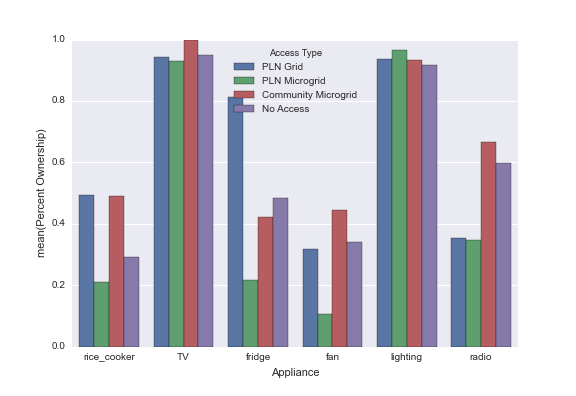 1.0
0.8
0.6
0.4
0.2
0.0
mean(Percent Ownership)
Access Type
PLN Grid
PLN Microgrid
Community Microgrid
No Access
rice_cooker TV fridge fan lighting radio
Appliance